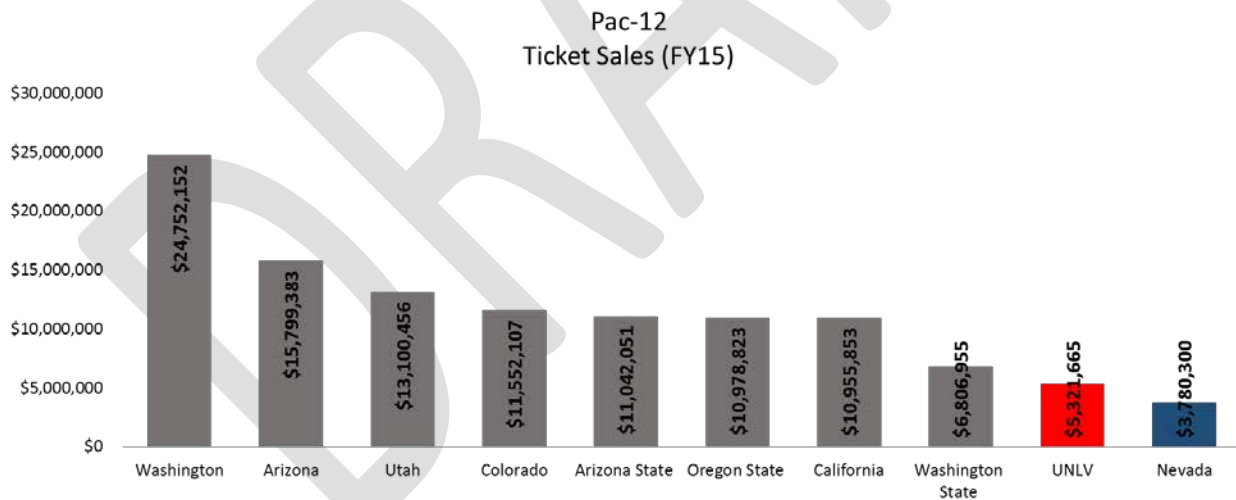 Pac-12
Ticket Sales (FY15)
$30,000,000
$25,000,000
$20,000,000
$15,000,000
$10,000,000
$5,000,000
$0
$24,752,152
$15,799,383
$13,100,456
$11,552,107
$11,042,051
$10,978,823
$10,955,853
$6,806,955
$5,321,665
$3,780,300
Washington
Arizona
Utah
Colorado
Arizona State
Oregon State
California
Washington
State
UNLV
Nevada
DRA